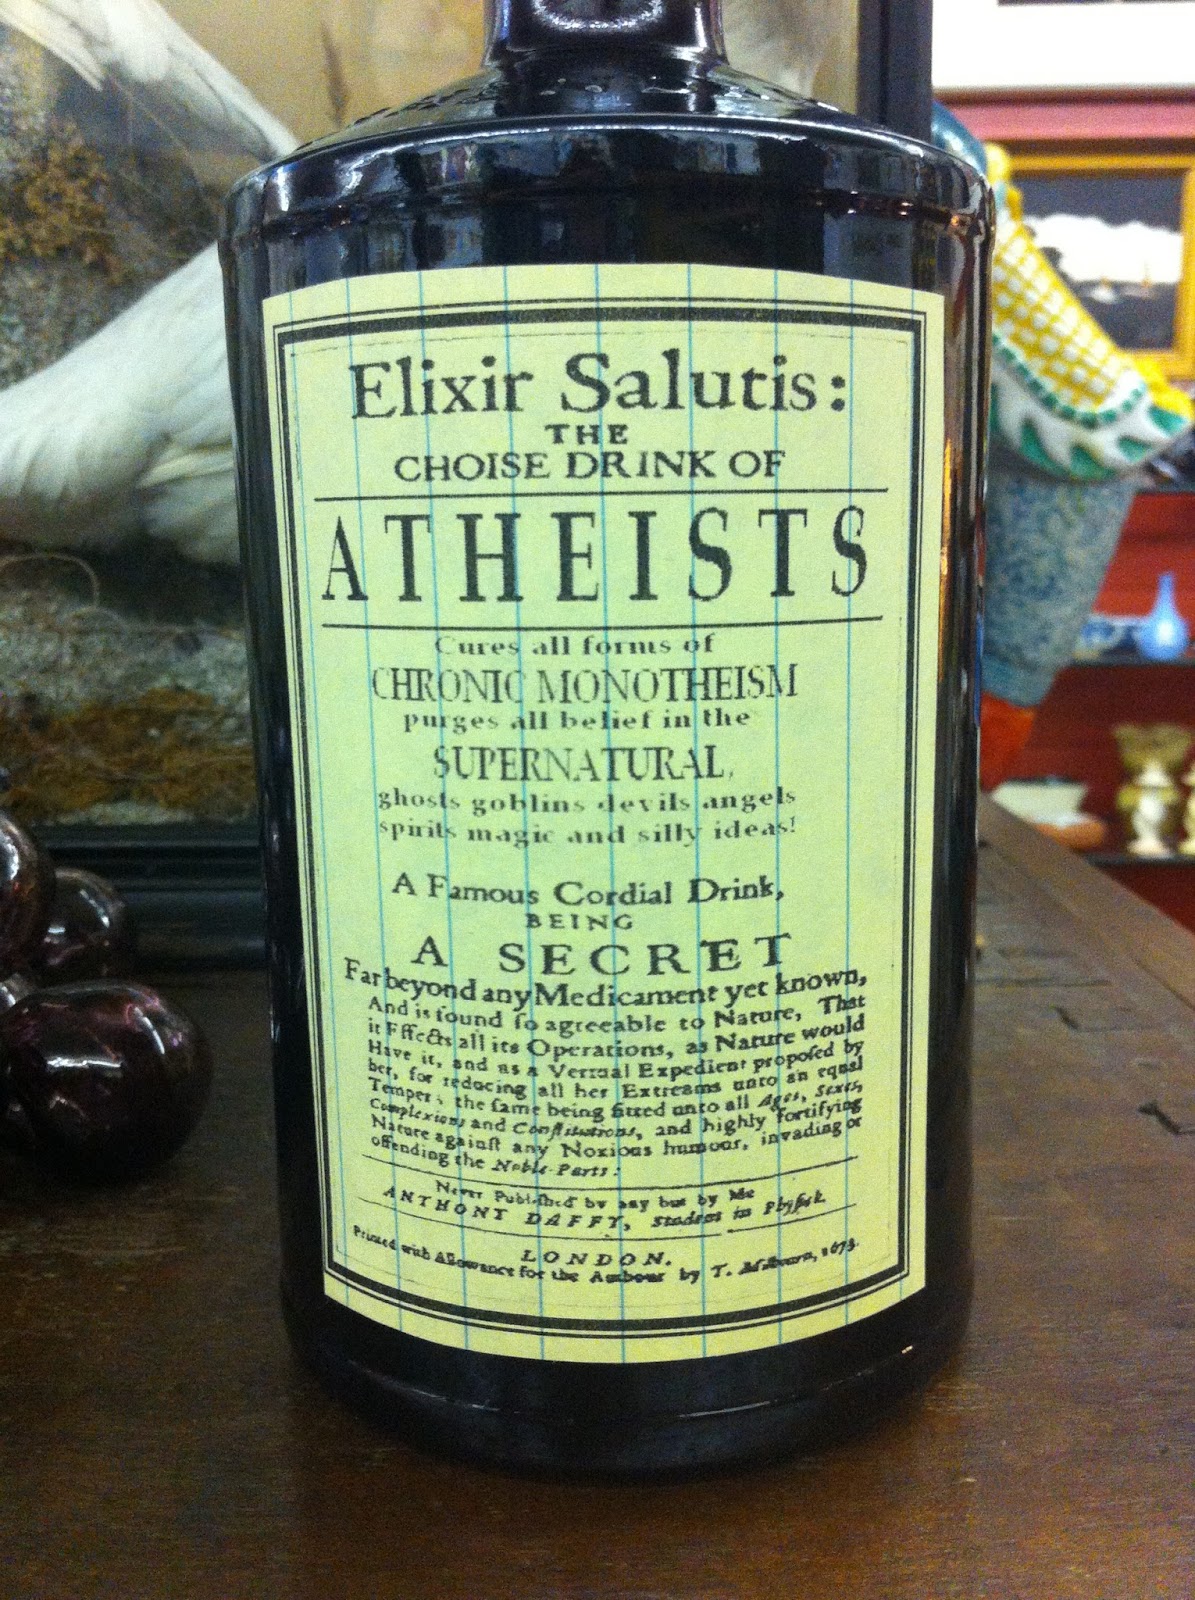 Elixir Salutis:
THE
CHOISE DRINK OF
ATHEISTS
Cures all forms of
CHRONIC MONOTHEISM
purges all belief in the
SUPERNATURAL,
ghosts goblins devils angels
spirits magic and silly ideas!
A Famous Cordial Drink,
BEING
A SECRET
Far beyond any Medicament yet known,
And is found ſo agreeable to Nature, That
it Effects all its Operations, as Nature would
Have it, and as a Vertual Expedient propoſed by
her, for reducing all her Extreams unto an equal
Temper; the ſame being fitted unto all Ages, Sexes,
Complexions and Conſtitutions, and highly fortifying
Nature againſt any Noxious humour, invading or
offending the Noble Parts:
Never Publiſhed by any but by Me
ANTHONY DAFFY, Student in Phyſick.
LONDON.
Printed with Allowance for the Authour by T. Milbourn, 1673.